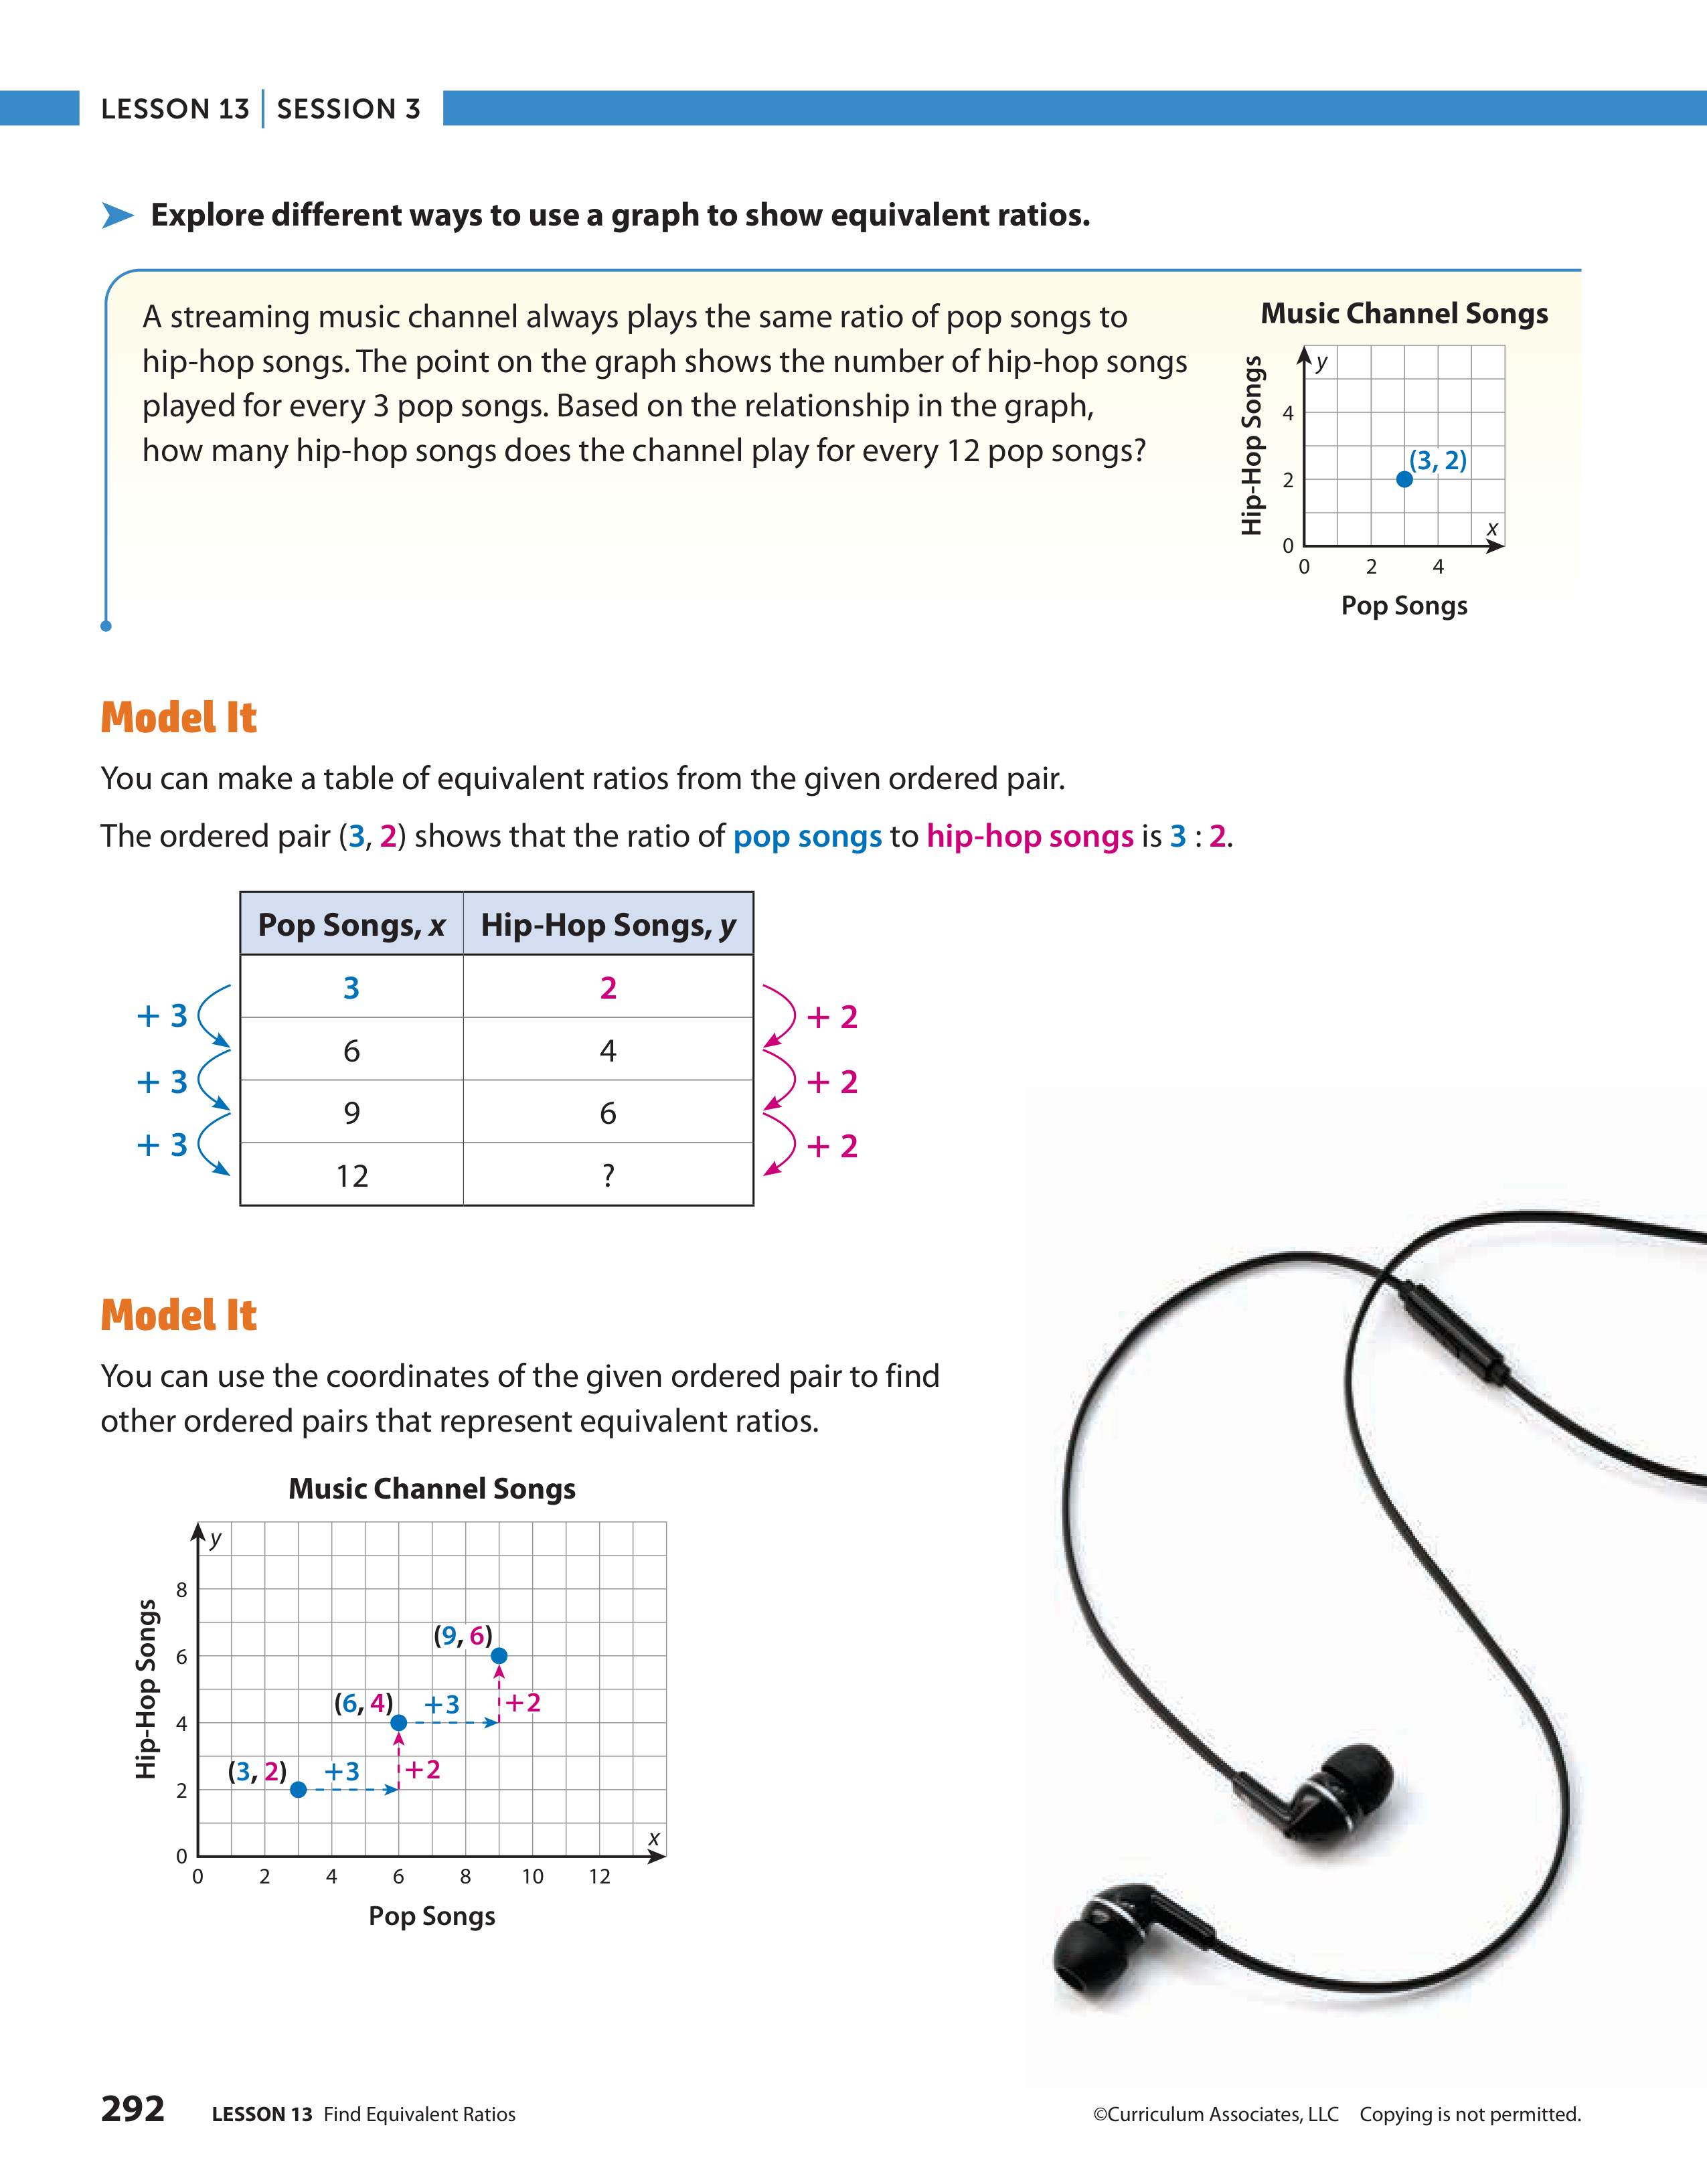 LESSON 13 | SESSION 3
Explore different ways to use a graph to show equivalent ratios.
A streaming music channel always plays the same ratio of pop songs to
hip-hop songs. The point on the graph shows the number of hip-hop songs
played for every 3 pop songs. Based on the relationship in the graph,
how many hip-hop songs does the channel play for every 12 pop songs?
Music Channel Songs
Hip-Hop Songs
y
4
(3, 2)
2
x
0
0 2 4
Pop Songs
Model It
You can make a table of equivalent ratios from the given ordered pair.
The ordered pair (3, 2) shows that the ratio of pop songs to hip-hop songs is 3 : 2.
Pop Songs, x Hip-Hop Songs, y
3 2
+ 3 + 2
6 4
+ 3 + 2
9 6
+ 3 + 2
12 ?
Model It
You can use the coordinates of the given ordered pair to find
other ordered pairs that represent equivalent ratios.
Music Channel Songs
Hip-Hop Songs
y
8
(9, 6)
6
(6, 4) +3 +2
4
(3, 2) +3 +2
2
x
0
0 2 4 6 8 10 12
Pop Songs
292 LESSON 13 Find Equivalent Ratios ©Curriculum Associates, LLC Copying is not permitted.